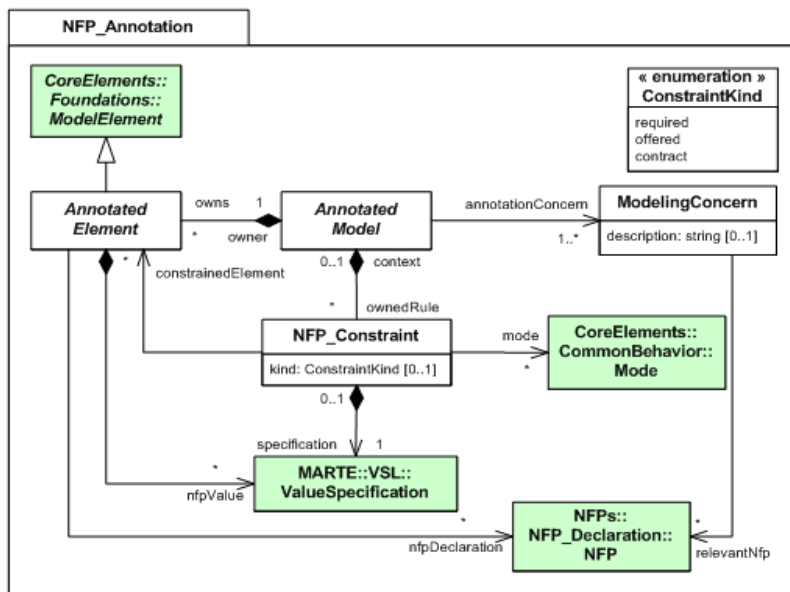 NFP_Annotation
CoreElements::
Foundations::
ModelElement
« enumeration »
ConstraintKind
required
offered
contract
Annotated
Element
owns
1
*
owner
Annotated
Model
annotationConcern
1..*
ModelingConcern
description: string [0..1]
*
constrainedElement
0..1
context
*
ownedRule
NFP_Constraint
kind: ConstraintKind [0..1]
mode
*
CoreElements::
CommonBehavior::
Mode
0..1
specification
1
*
nfpValue
MARTE::VSL::
ValueSpecification
*
nfpDeclaration
NFPs::
NFP_Declaration::
NFP
*
relevantNfp